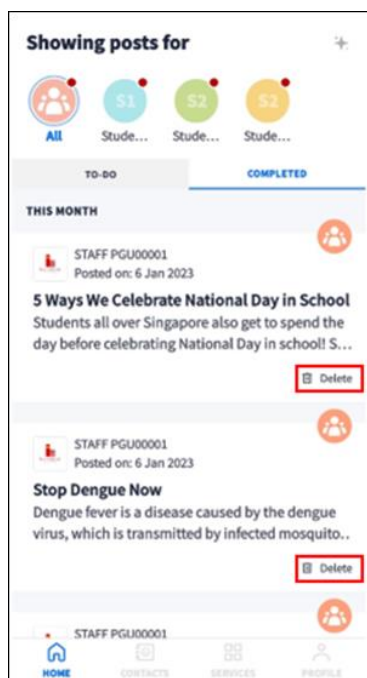 Showing posts for
S1 S2 S2
All Stude... Stude... Stude...
TO-DO COMPLETED
THIS MONTH
STAFF PGU00001
Posted on: 6 Jan 2023
5 Ways We Celebrate National Day in School
Students all over Singapore also get to spend the
day before celebrating National Day in school! S...
Delete
STAFF PGU00001
Posted on: 6 Jan 2023
Stop Dengue Now
Dengue fever is a disease caused by the dengue
virus, which is transmitted by infected mosquito..
Delete
STAFF PGU00001
HOME CONTACTS SERVICES PROFILE